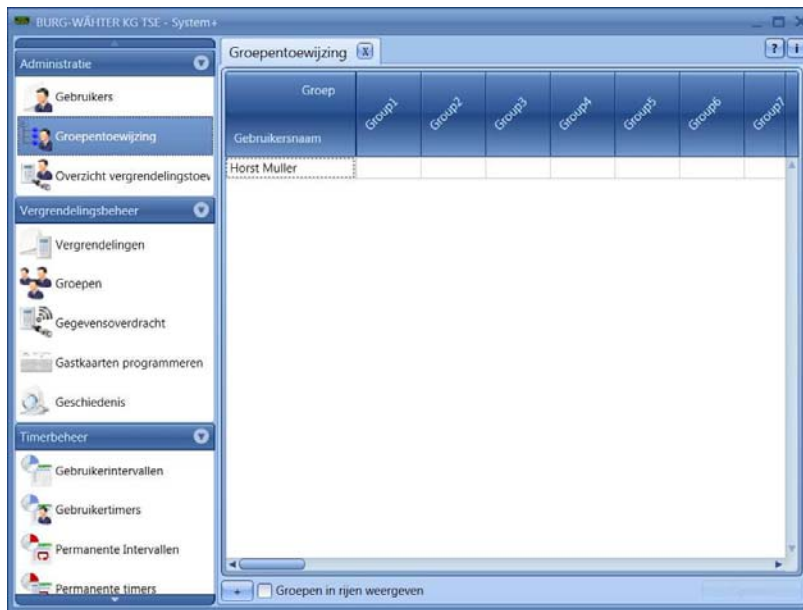 BURG-WÄHTER KG TSE - System+
Administratie
Gebruikers
Groepentoewijzing
Overzicht vergrendelingstoev
Vergrendelingsbeheer
Vergrendelingen
Groepen
Gegevensoverdracht
Gastkaarten programmeren
Geschiedenis
Timerbeheer
Gebruikerintervallen
Gebruikertimers
Permanente Intervallen
Permanente timers
Groepentoewijzing X
? i
Groep
Gebruikersnaam
Group1 Group2 Group3 Group4 Group5 Group6 Group7
Horst Muller
+ Groepen in rijen weergeven